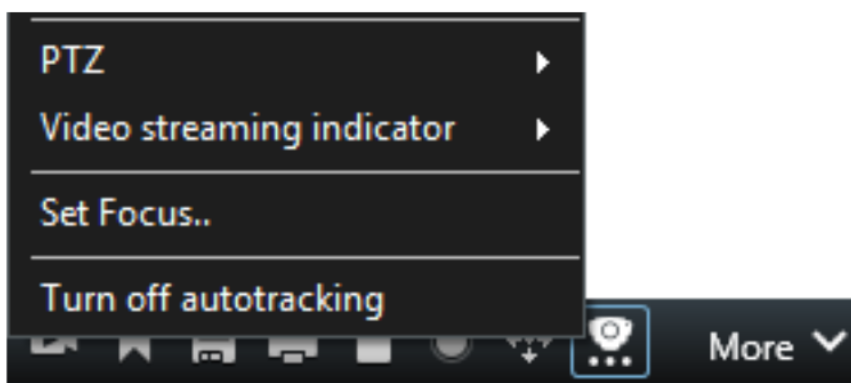 PTZ
Video streaming indicator
Set Focus..
Turn off autotracking
More